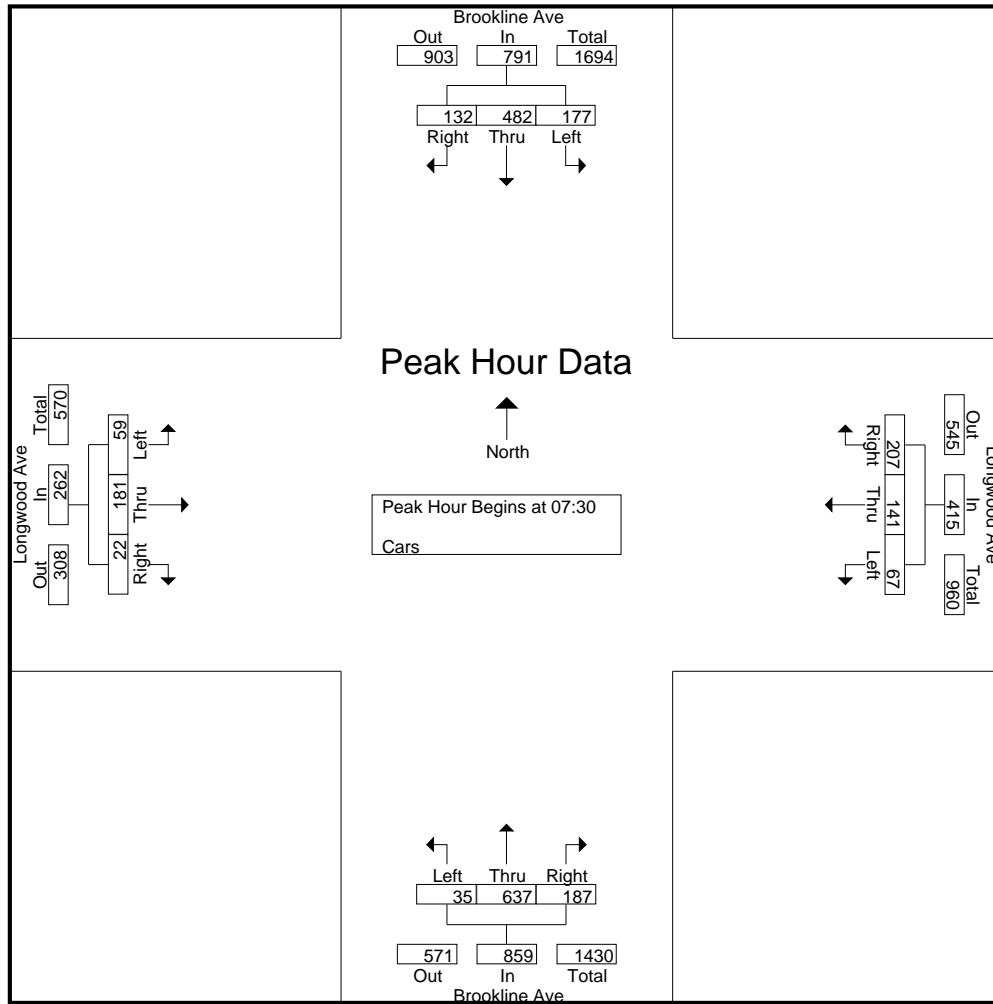 Brookline Ave
Out In Total
903 791 1694
132 482 177
Right Thru Left
Peak Hour Data
North
Peak Hour Begins at 07:30
Cars
Longwood Ave
Total In Out
570 262 308
59 181 22
Left Thru Right
Longwood Ave
Out In Total
545 415 960
207 141 67
Right Thru Left
Left Thru Right
35 637 187
571 859 1430
Out In Total
Brookline Ave